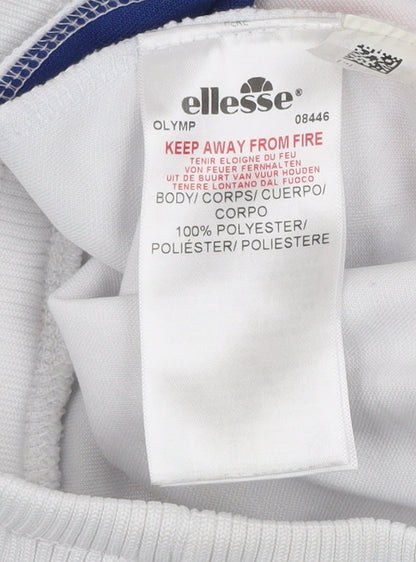 ellesse®
OLYMP 08446
KEEP AWAY FROM FIRE
TENIR ELOIGNE DU FEU
VON FEUER FERNHALTEN
UIT DE BUURT VAN VUUR HOUDEN
TENERE LONTANO DAL FUOCO
BODY/ CORPS/ CUERPO/
CORPO
100% POLYESTER/
POLIÉSTER/ POLIESTERE